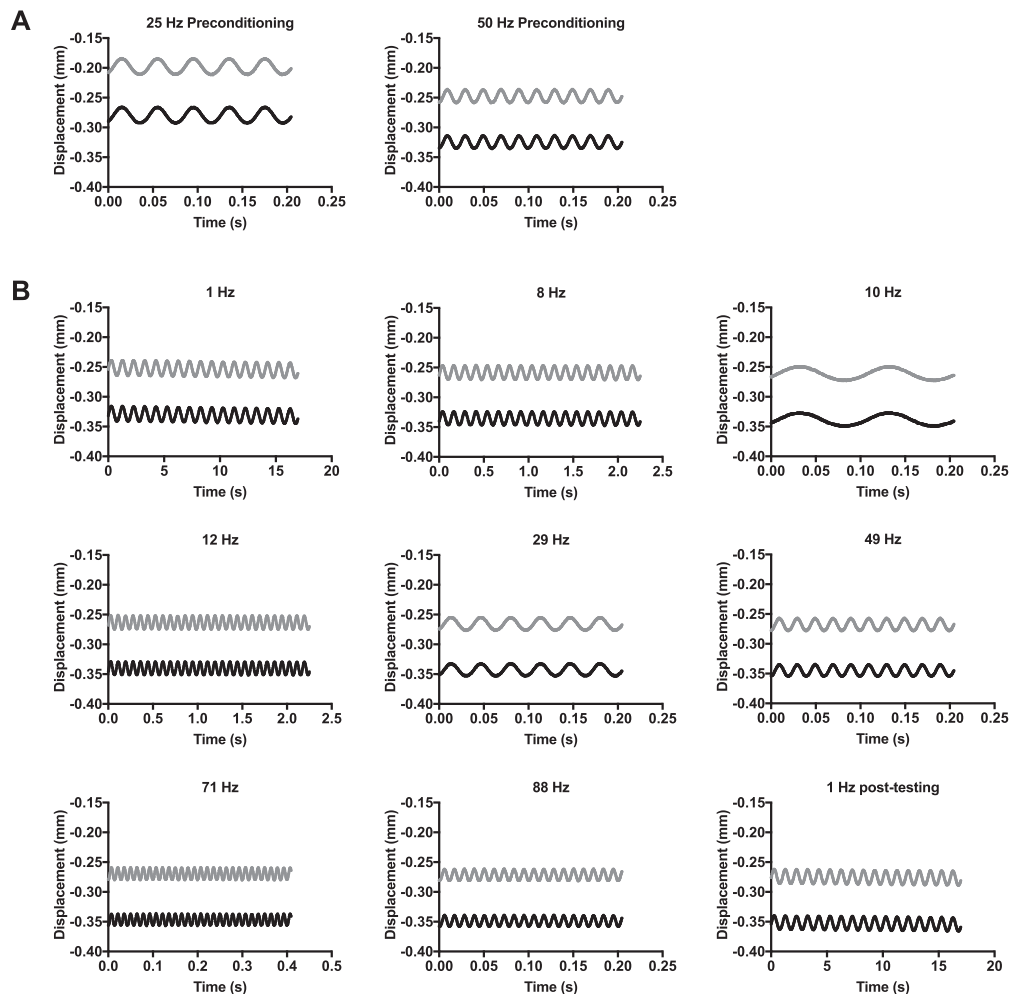 A
25 Hz Preconditioning
Displacement (mm)
-0.15
-0.20
-0.25
-0.30
-0.35
-0.40
0.00 0.05 0.10 0.15 0.20 0.25
Time (s)
50 Hz Preconditioning
Displacement (mm)
-0.15
-0.20
-0.25
-0.30
-0.35
-0.40
0.00 0.05 0.10 0.15 0.20 0.25
Time (s)
B
1 Hz
Displacement (mm)
-0.15
-0.20
-0.25
-0.30
-0.35
-0.40
0 5 10 15 20
Time (s)
8 Hz
Displacement (mm)
-0.15
-0.20
-0.25
-0.30
-0.35
-0.40
0.0 0.5 1.0 1.5 2.0 2.5
Time (s)
10 Hz
Displacement (mm)
-0.15
-0.20
-0.25
-0.30
-0.35
-0.40
0.00 0.05 0.10 0.15 0.20 0.25
Time (s)
12 Hz
Displacement (mm)
-0.15
-0.20
-0.25
-0.30
-0.35
-0.40
0.0 0.5 1.0 1.5 2.0 2.5
Time (s)
29 Hz
Displacement (mm)
-0.15
-0.20
-0.25
-0.30
-0.35
-0.40
0.00 0.05 0.10 0.15 0.20 0.25
Time (s)
49 Hz
Displacement (mm)
-0.15
-0.20
-0.25
-0.30
-0.35
-0.40
0.00 0.05 0.10 0.15 0.20 0.25
Time (s)
71 Hz
Displacement (mm)
-0.15
-0.20
-0.25
-0.30
-0.35
-0.40
0.0 0.1 0.2 0.3 0.4 0.5
Time (s)
88 Hz
Displacement (mm)
-0.15
-0.20
-0.25
-0.30
-0.35
-0.40
0.00 0.05 0.10 0.15 0.20 0.25
Time (s)
1 Hz post-testing
Displacement (mm)
-0.15
-0.20
-0.25
-0.30
-0.35
-0.40
0 5 10 15 20
Time (s)